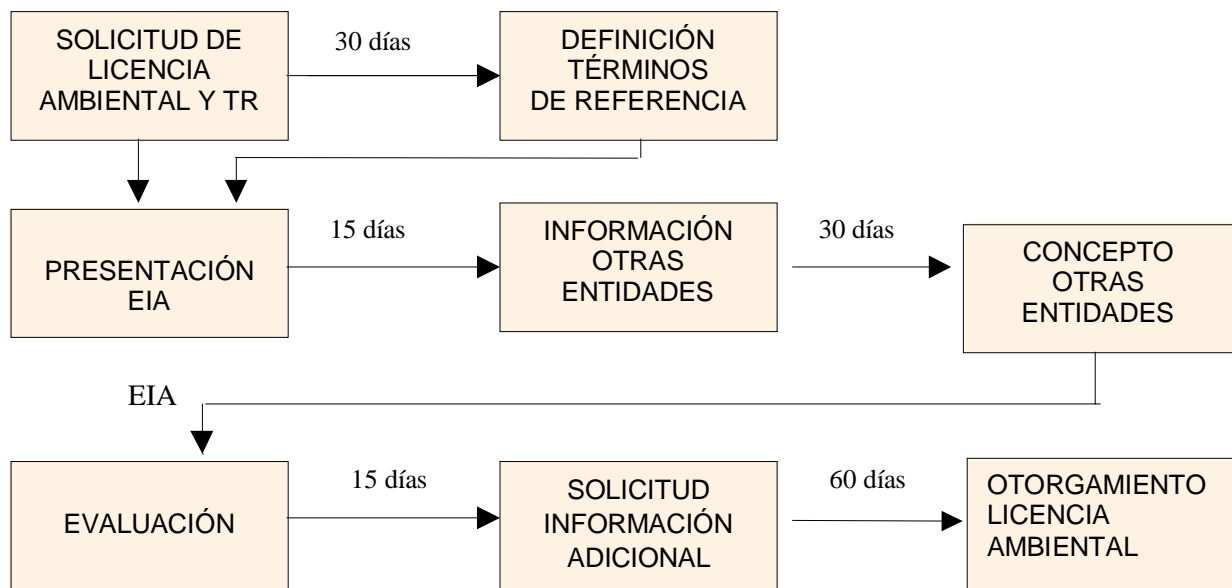 SOLICITUD DE
LICENCIA
AMBIENTAL Y TR
30 días
DEFINICIÓN
TÉRMINOS
DE REFERENCIA
PRESENTACIÓN
EIA
15 días
INFORMACIÓN
OTRAS
ENTIDADES
30 días
CONCEPTO
OTRAS
ENTIDADES
EIA
EVALUACIÓN
15 días
SOLICITUD
INFORMACIÓN
ADICIONAL
60 días
OTORGAMIENTO
LICENCIA
AMBIENTAL